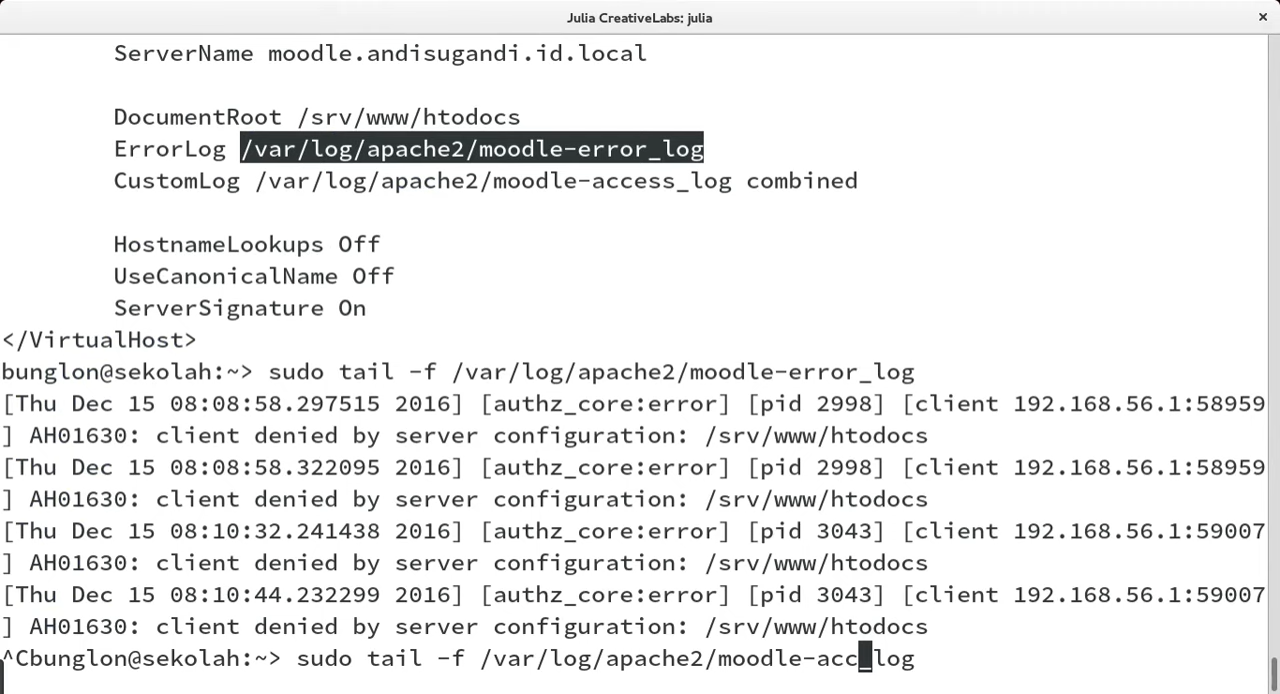 Julia CreativeLabs: julia
ServerName moodle.andisugandi.id.local
DocumentRoot /srv/www/htodocs
ErrorLog /var/log/apache2/moodle-error_log
CustomLog /var/log/apache2/moodle-access_log combined
HostnameLookups Off
UseCanonicalName Off
ServerSignature On
</VirtualHost>
bunglon@sekolah:~> sudo tail -f /var/log/apache2/moodle-error_log
[Thu Dec 15 08:08:58.297515 2016] [authz_core:error] [pid 2998] [client 192.168.56.1:58959
] AH01630: client denied by server configuration: /srv/www/htodocs
[Thu Dec 15 08:08:58.322095 2016] [authz_core:error] [pid 2998] [client 192.168.56.1:58959
] AH01630: client denied by server configuration: /srv/www/htodocs
[Thu Dec 15 08:10:32.241438 2016] [authz_core:error] [pid 3043] [client 192.168.56.1:59007
] AH01630: client denied by server configuration: /srv/www/htodocs
[Thu Dec 15 08:10:44.232299 2016] [authz_core:error] [pid 3043] [client 192.168.56.1:59007
] AH01630: client denied by server configuration: /srv/www/htodocs
^Cbunglon@sekolah:~> sudo tail -f /var/log/apache2/moodle-acc_log